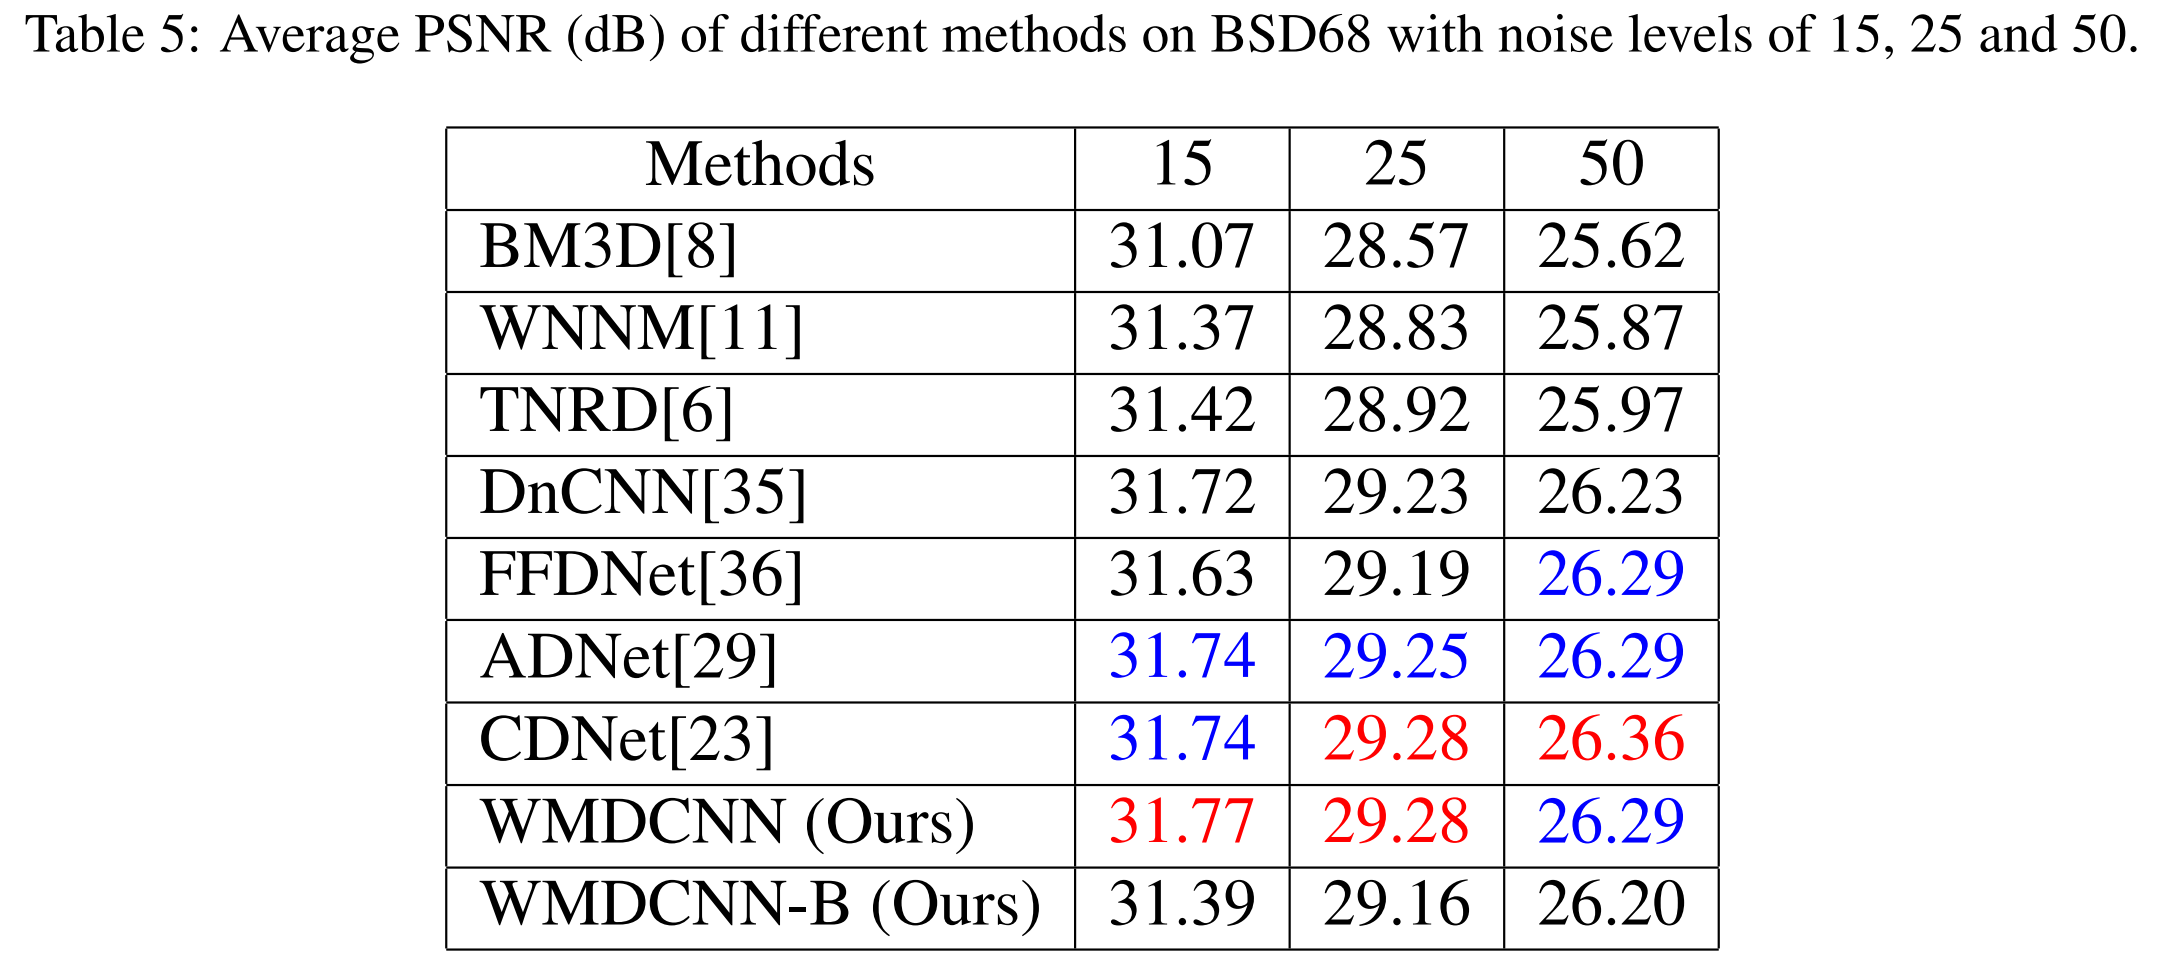 Table 5: Average PSNR (dB) of different methods on BSD68 with noise levels of 15, 25 and 50.
Methods 15 25 50
BM3D[8] 31.07 28.57 25.62
WNNM[11] 31.37 28.83 25.87
TNRD[6] 31.42 28.92 25.97
DnCNN[35] 31.72 29.23 26.23
FFDNet[36] 31.63 29.19 26.29
ADNet[29] 31.74 29.25 26.29
CDNet[23] 31.74 29.28 26.36
WMDCNN (Ours) 31.77 29.28 26.29
WMDCNN-B (Ours) 31.39 29.16 26.20